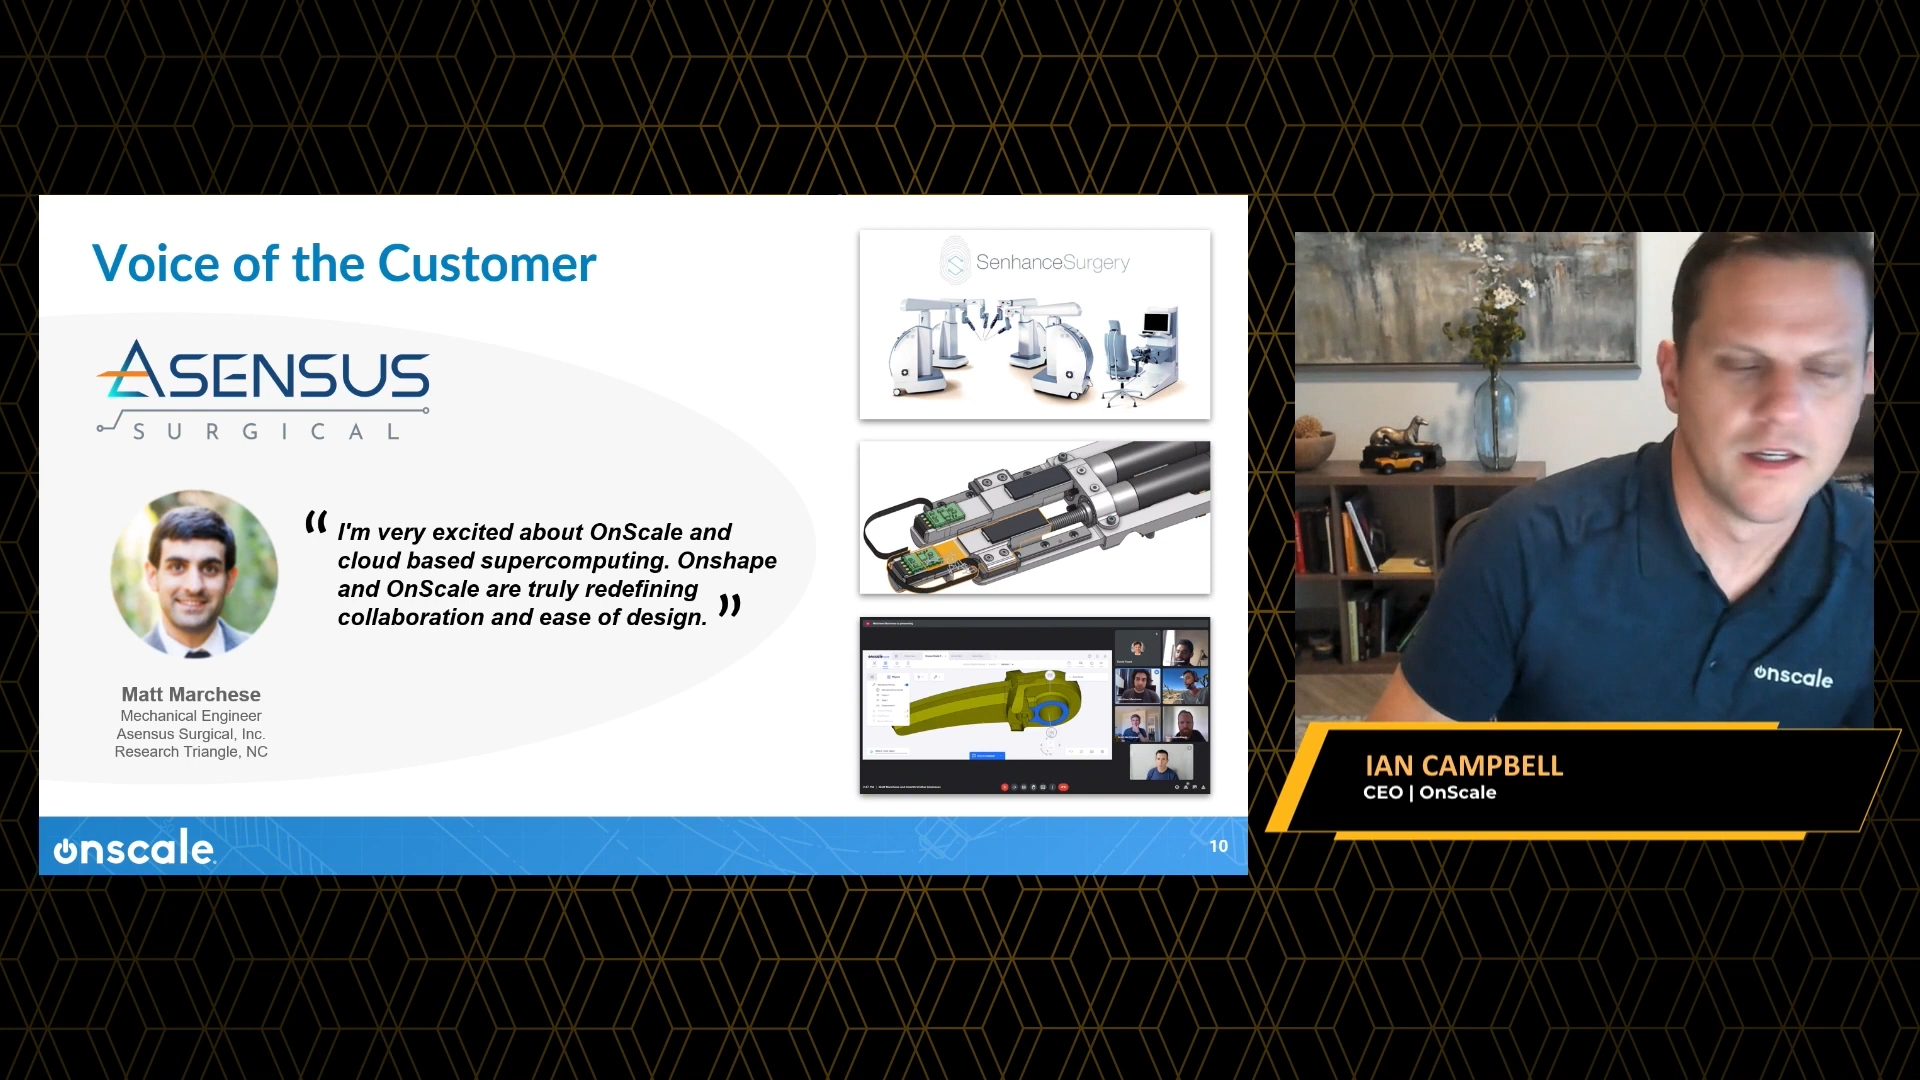 Voice of the Customer
ASENSUS
SURGICAL
“ I'm very excited about OnScale and
cloud based supercomputing. Onshape
and OnScale are truly redefining
collaboration and ease of design. ”
Matt Marchese
Mechanical Engineer
Asensus Surgical, Inc.
Research Triangle, NC
SenhanceSurgery
onscale
10
onscale
IAN CAMPBELL
CEO | OnScale